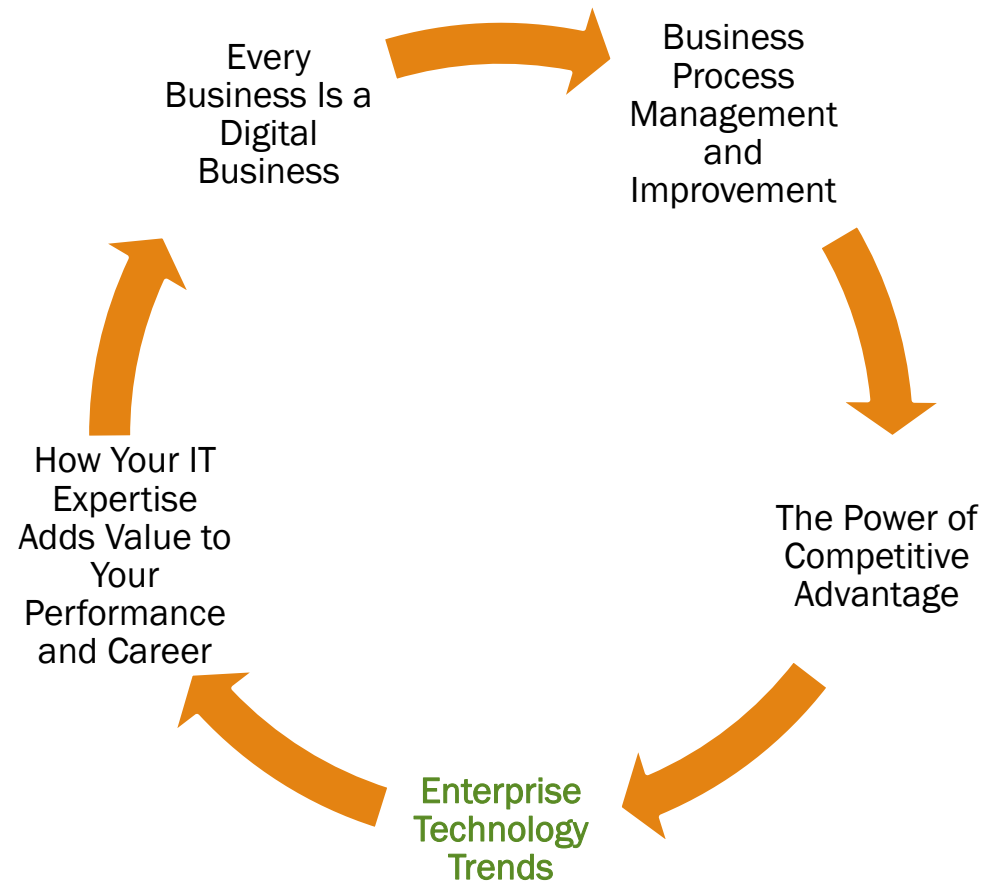 Every
Business Is a
Digital
Business
Business
Process
Management
and
Improvement
The Power of
Competitive
Advantage
Enterprise
Technology
Trends
How Your IT
Expertise
Adds Value to
Your
Performance
and Career